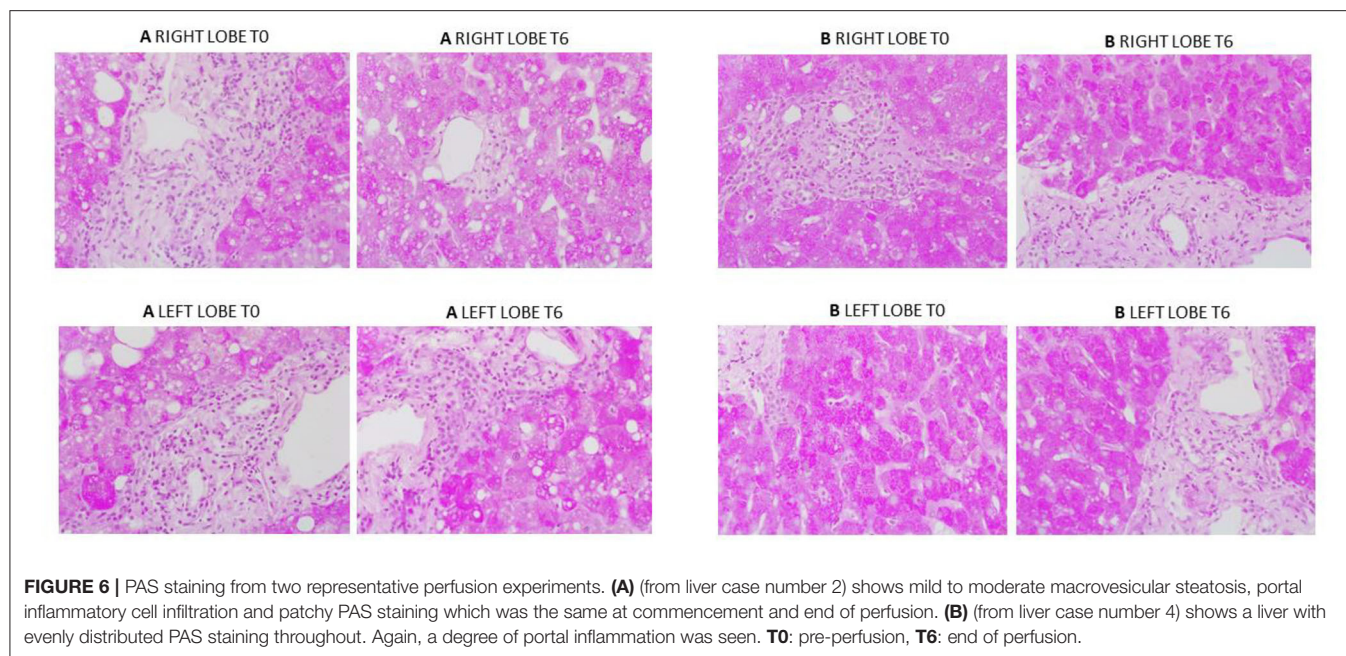 A RIGHT LOBE T0
A RIGHT LOBE T6
B RIGHT LOBE T0
B RIGHT LOBE T6
A LEFT LOBE T0
A LEFT LOBE T6
B LEFT LOBE T0
B LEFT LOBE T6
FIGURE 6 | PAS staining from two representative perfusion experiments. (A) (from liver case number 2) shows mild to moderate macrovesicular steatosis, portal
inflammatory cell infiltration and patchy PAS staining which was the same at commencement and end of perfusion. (B) (from liver case number 4) shows a liver with
evenly distributed PAS staining throughout. Again, a degree of portal inflammation was seen. T0: pre-perfusion, T6: end of perfusion.